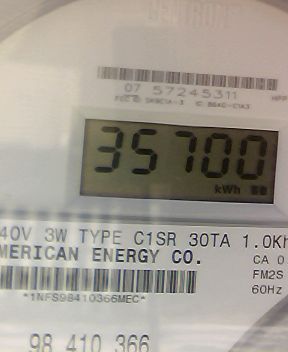 CENTRON
07 57245311
35700
kWh
40V 3W TYPE C1SR 30TA 1.0Kh
MERICAN ENERGY CO.
CA 0
FM2S
*1NFS98410366MEC*
60Hz
98 410 366